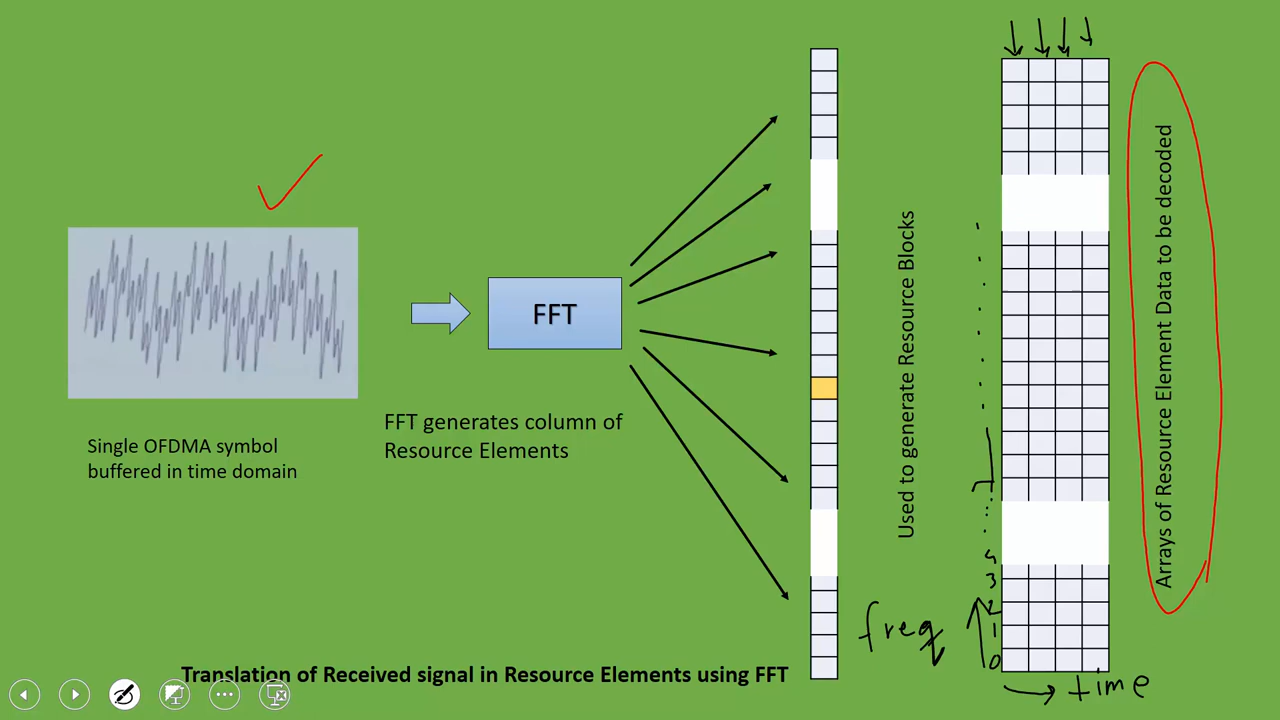 Single OFDMA symbol
buffered in time domain
FFT
FFT generates column of
Resource Elements
Used to generate Resource Blocks
Arrays of Resource Element Data to be decoded
4
3
2
1
0
freq
time
Translation of Received signal in Resource Elements using FFT